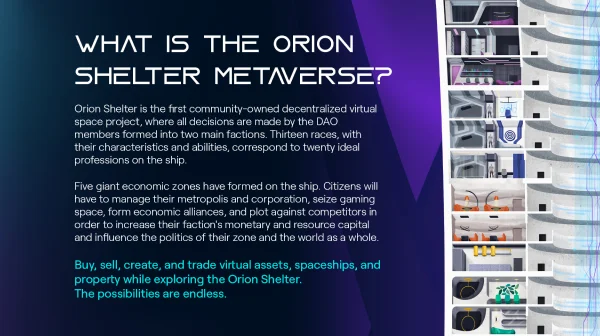 WHAT IS THE ORION
SHELTER METAVERSE?
Orion Shelter is the first community-owned decentralized virtual
space project, where all decisions are made by the DAO
members formed into two main factions. Thirteen races, with
their characteristics and abilities, correspond to twenty ideal
professions on the ship.
Five giant economic zones have formed on the ship. Citizens will
have to manage their metropolis and corporation, seize gaming
space, form economic alliances, and plot against competitors in
order to increase their faction's monetary and resource capital
and influence the politics of their zone and the world as a whole.
Buy, sell, create, and trade virtual assets, spaceships, and
property while exploring the Orion Shelter.
The possibilities are endless.